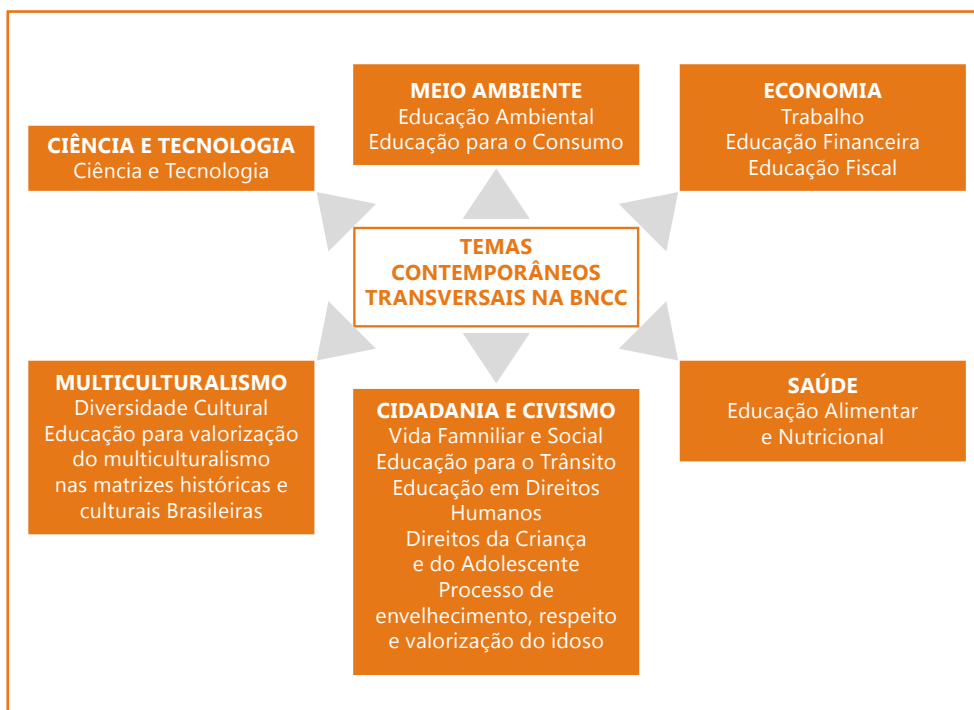 MEIO AMBIENTE
Educação Ambiental
Educação para o Consumo
ECONOMIA
Trabalho
Educação Financeira
Educação Fiscal
CIÊNCIA E TECNOLOGIA
Ciência e Tecnologia
TEMAS
CONTEMPORÂNEOS
TRANSVERSAIS NA BNCC
MULTICULTURALISMO
Diversidade Cultural
Educação para valorização
do multiculturalismo
nas matrizes históricas e
culturais Brasileiras
CIDADANIA E CIVISMO
Vida Famniliar e Social
Educação para o Trânsito
Educação em Direitos
Humanos
Direitos da Criança
e do Adolescente
Processo de
envelhecimento, respeito
e valorização do idoso
SAÚDE
Educação Alimentar
e Nutricional